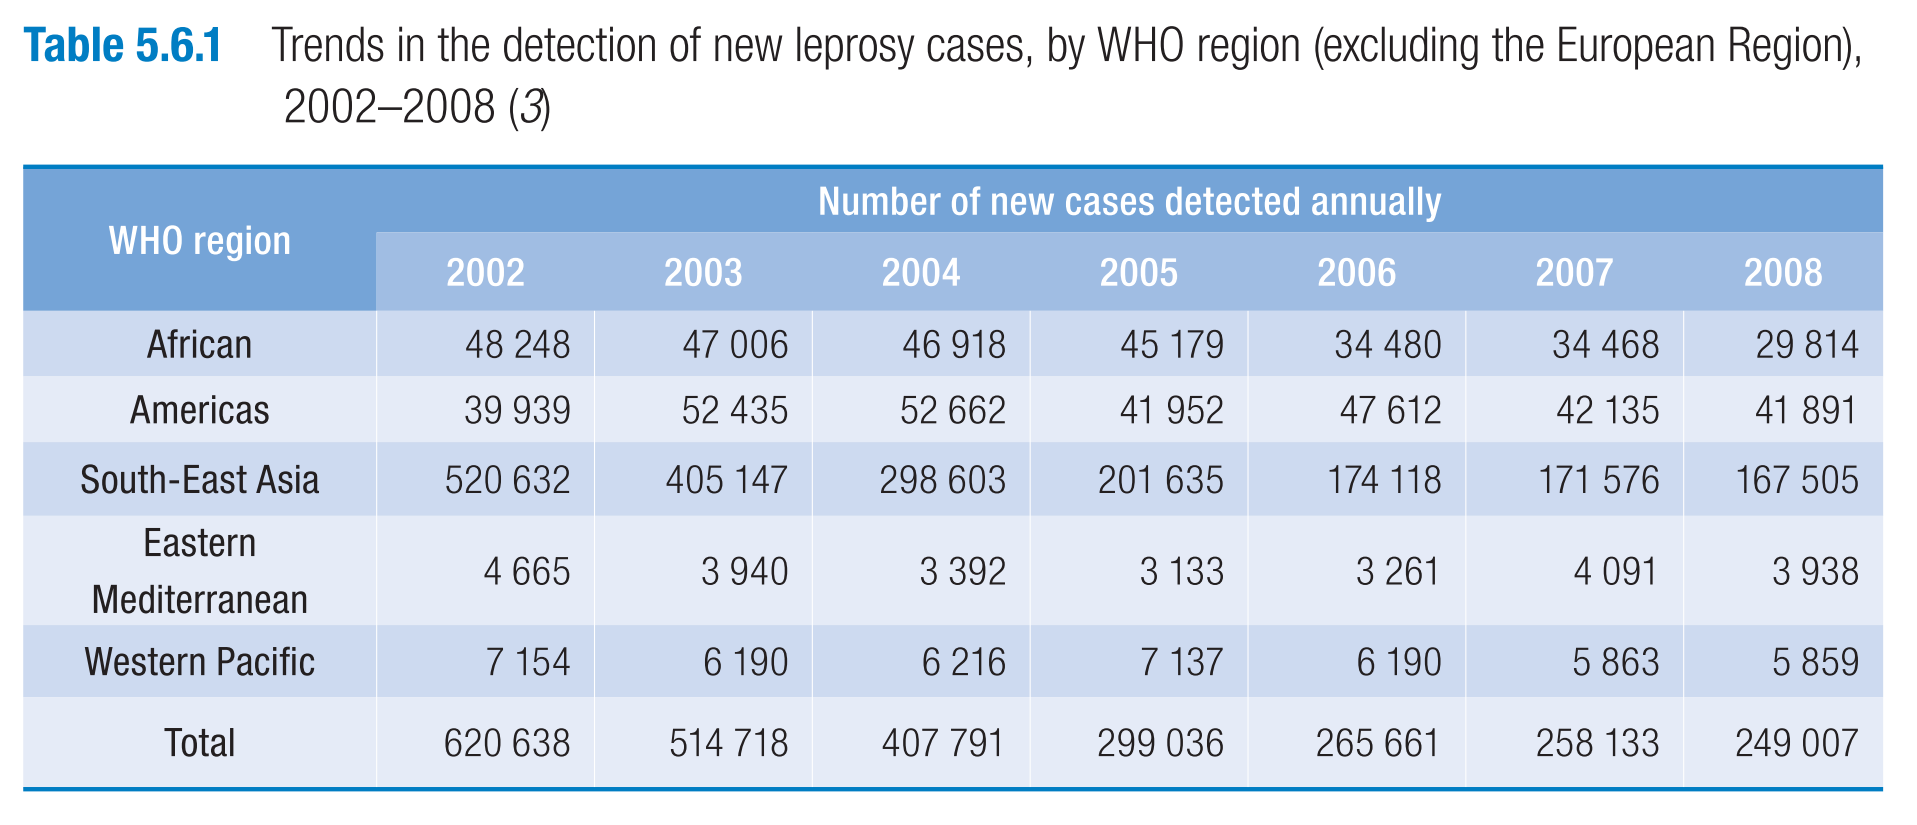 Table 5.6.1 Trends in the detection of new leprosy cases, by WHO region (excluding the European Region),
2002–2008 (3)
WHO region
Number of new cases detected annually
2002 2003 2004 2005 2006 2007 2008
African 48 248 47 006 46 918 45 179 34 480 34 468 29 814
Americas 39 939 52 435 52 662 41 952 47 612 42 135 41 891
South-East Asia 520 632 405 147 298 603 201 635 174 118 171 576 167 505
Eastern
Mediterranean 4 665 3 940 3 392 3 133 3 261 4 091 3 938
Western Pacific 7 154 6 190 6 216 7 137 6 190 5 863 5 859
Total 620 638 514 718 407 791 299 036 265 661 258 133 249 007